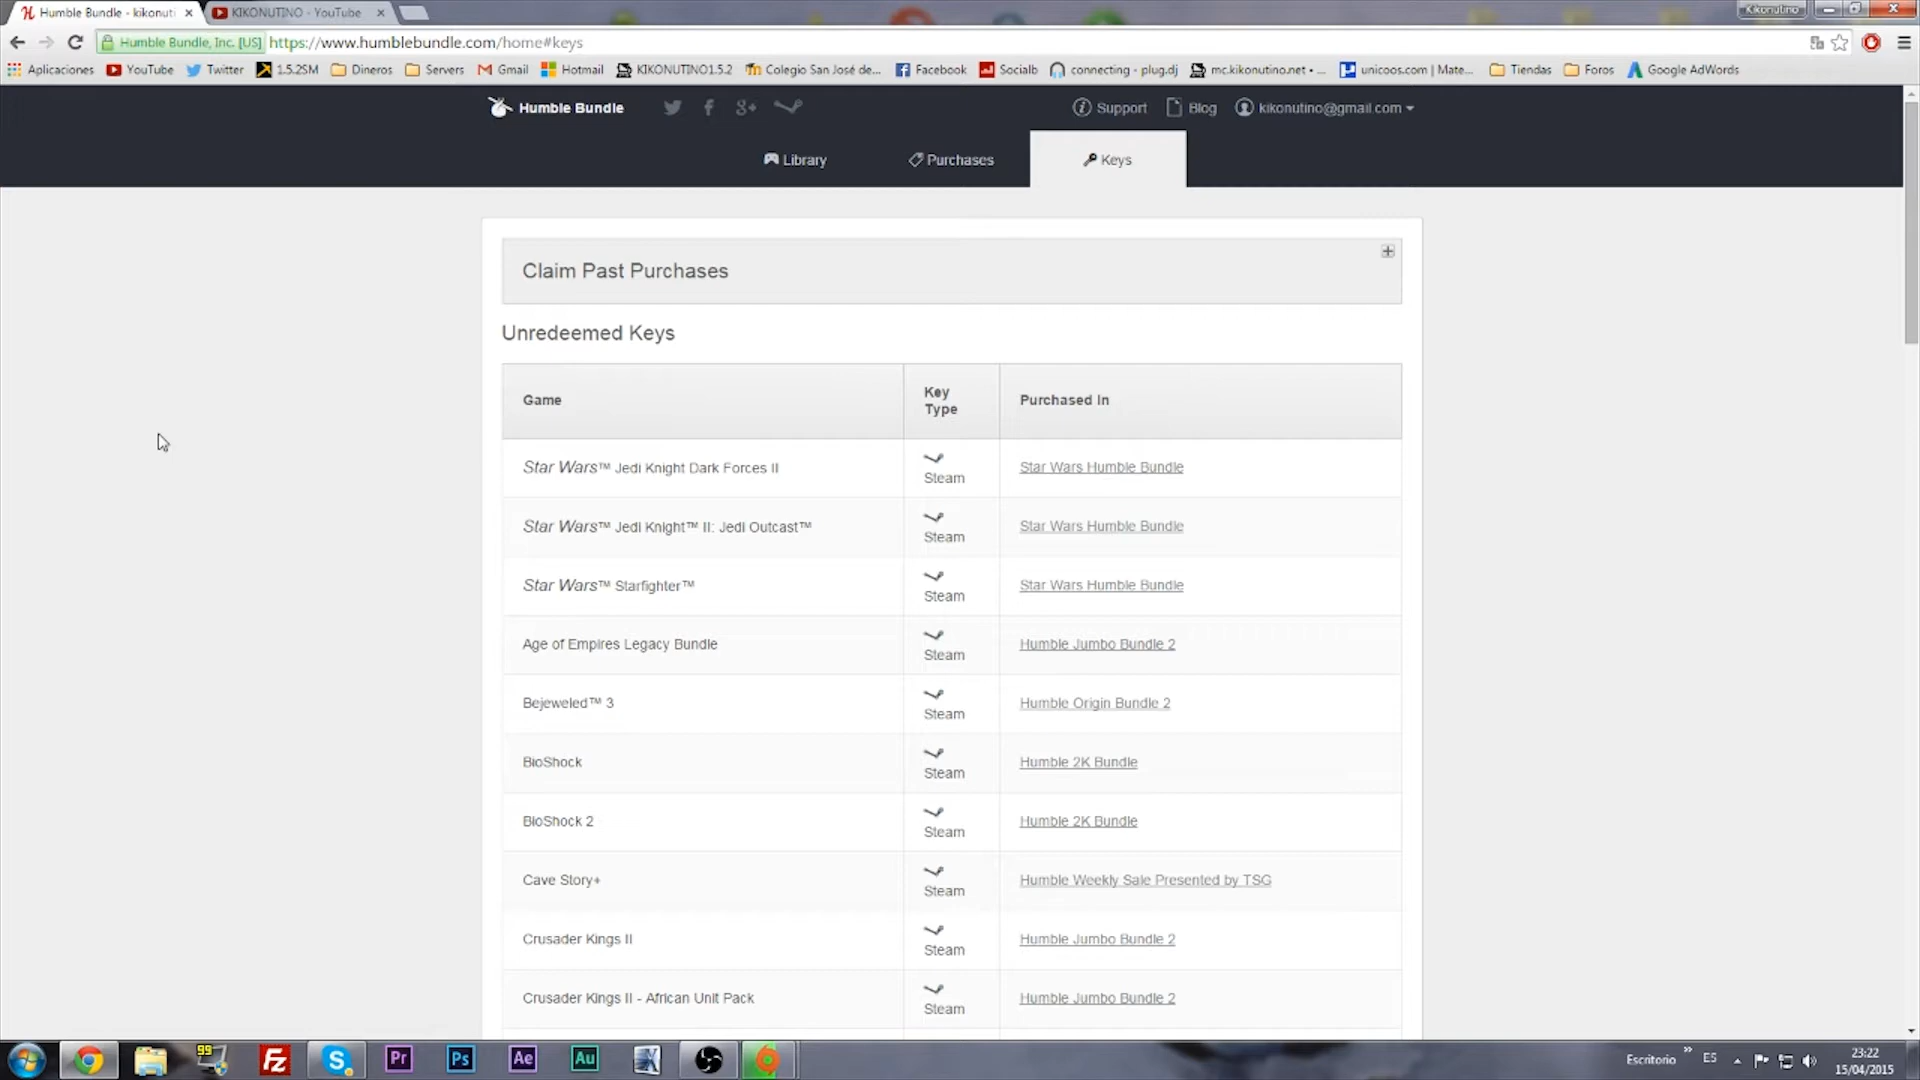 Humble Bundle - kikonuti
KIKONUTINO - YouTube
Kikonutino
Humble Bundle, Inc. [US] https://www.humblebundle.com/home#keys
Aplicaciones YouTube Twitter 1.5.2SM Dineros Servers Gmail Hotmail KIKONUTINO1.5.2 Colegio San José de... Facebook Socialb connecting - plug.dj mc.kikonutino.net • ... unicoos.com | Mate... Tiendas Foros Google AdWords
Humble Bundle
Support Blog kikonutino@gmail.com
Library Purchases Keys
Claim Past Purchases
Unredeemed Keys
Game
Key
Type
Purchased In
Star Wars™ Jedi Knight Dark Forces II
Steam
Star Wars Humble Bundle
Star Wars™ Jedi Knight™ II: Jedi Outcast™
Steam
Star Wars Humble Bundle
Star Wars™ Starfighter™
Steam
Star Wars Humble Bundle
Age of Empires Legacy Bundle
Steam
Humble Jumbo Bundle 2
Bejeweled™ 3
Steam
Humble Origin Bundle 2
BioShock
Steam
Humble 2K Bundle
BioShock 2
Steam
Humble 2K Bundle
Cave Story+
Steam
Humble Weekly Sale Presented by TSG
Crusader Kings II
Steam
Humble Jumbo Bundle 2
Crusader Kings II - African Unit Pack
Steam
Humble Jumbo Bundle 2
99
Fz
S
Pr
Ps
Ae
Au
Escritorio
ES
23:22
15/04/2015